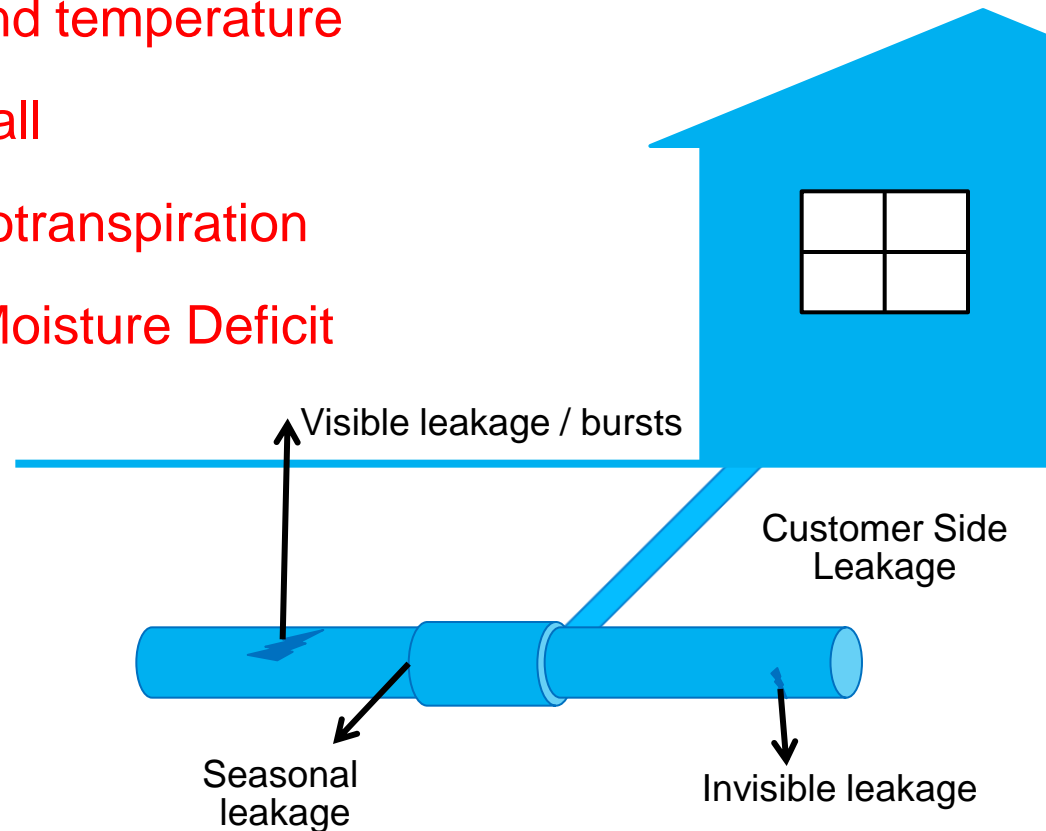 nd temperature
all
otranspiration
Moisture Deficit
Visible leakage / bursts
Customer Side
Leakage
Seasonal
leakage
Invisible leakage